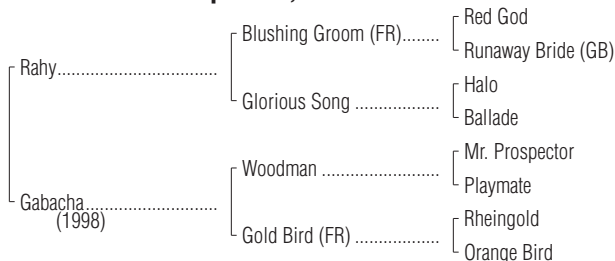 Red God
Blushing Groom (FR)........
Runaway Bride (GB)
Rahy..................................
Halo
Glorious Song ..................
Ballade
Mr. Prospector
Woodman .........................
Playmate
Gabacha............................
(1998)
Rheingold
Gold Bird (FR) ..................
Orange Bird